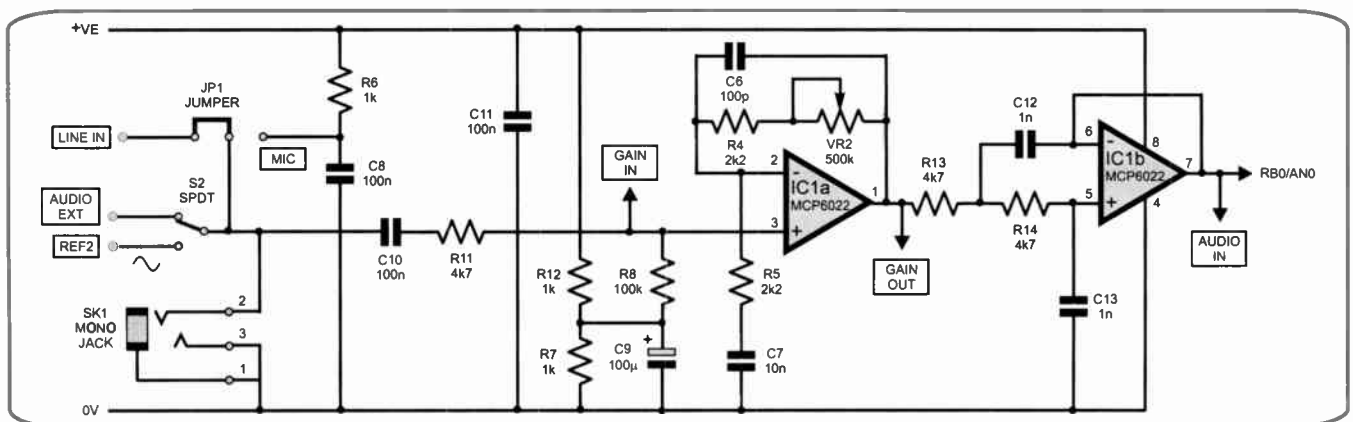 +VE
JP1
JUMPER
LINE IN
MIC
R6
1k
C8
100n
C11
100n
S2
SPDT
AUDIO
EXT
REF2
SK1
MONO
JACK
2
3
1
0V
C10
100n
R11
4k7
GAIN
IN
R12
1k
R8
100k
R7
1k
C9
100µ
+
C6
100p
R4
2k2
VR2
500k
2
-
IC1a
MCP6022
3
+
1
R5
2k2
C7
10n
GAIN
OUT
R13
4k7
C12
1n
R14
4k7
C13
1n
6
-
IC1b
MCP6022
5
+
8
7
4
RB0/AN0
AUDIO
IN